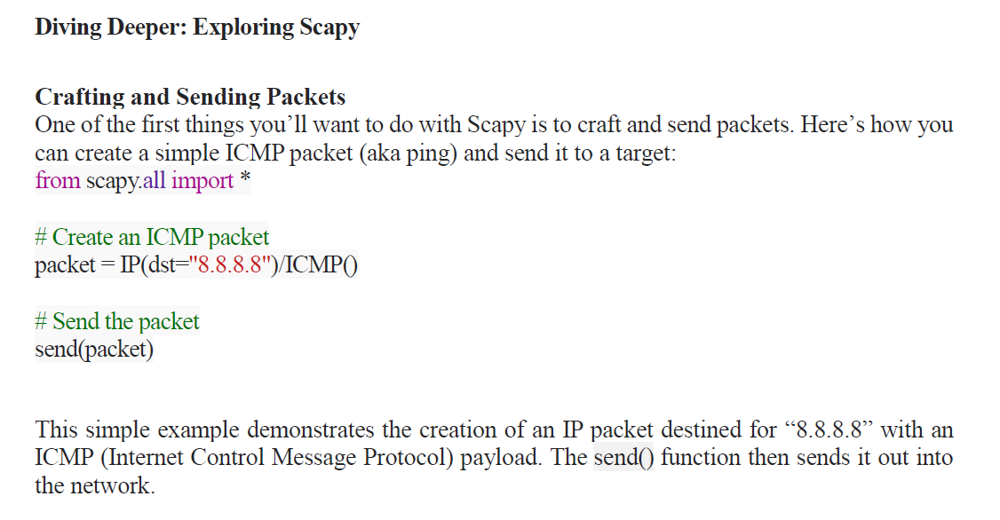 Diving Deeper: Exploring Scapy
Crafting and Sending Packets
One of the first things you’ll want to do with Scapy is to craft and send packets. Here’s how you
can create a simple ICMP packet (aka ping) and send it to a target:
from scapy.all import *
# Create an ICMP packet
packet = IP(dst="8.8.8.8")/ICMP()
# Send the packet
send(packet)
This simple example demonstrates the creation of an IP packet destined for “8.8.8.8” with an
ICMP (Internet Control Message Protocol) payload. The send() function then sends it out into
the network.